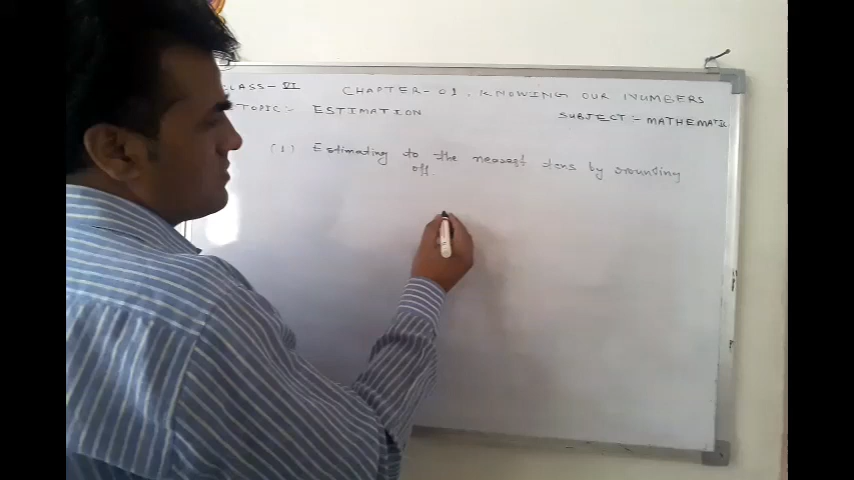 CLASS - VI CHAPTER - 01 . KNOWING OUR NUMBERS
TOPIC :- ESTIMATION SUBJECT :- MATHEMATIC
(1) Estimating to the nearest tens by rounding
off